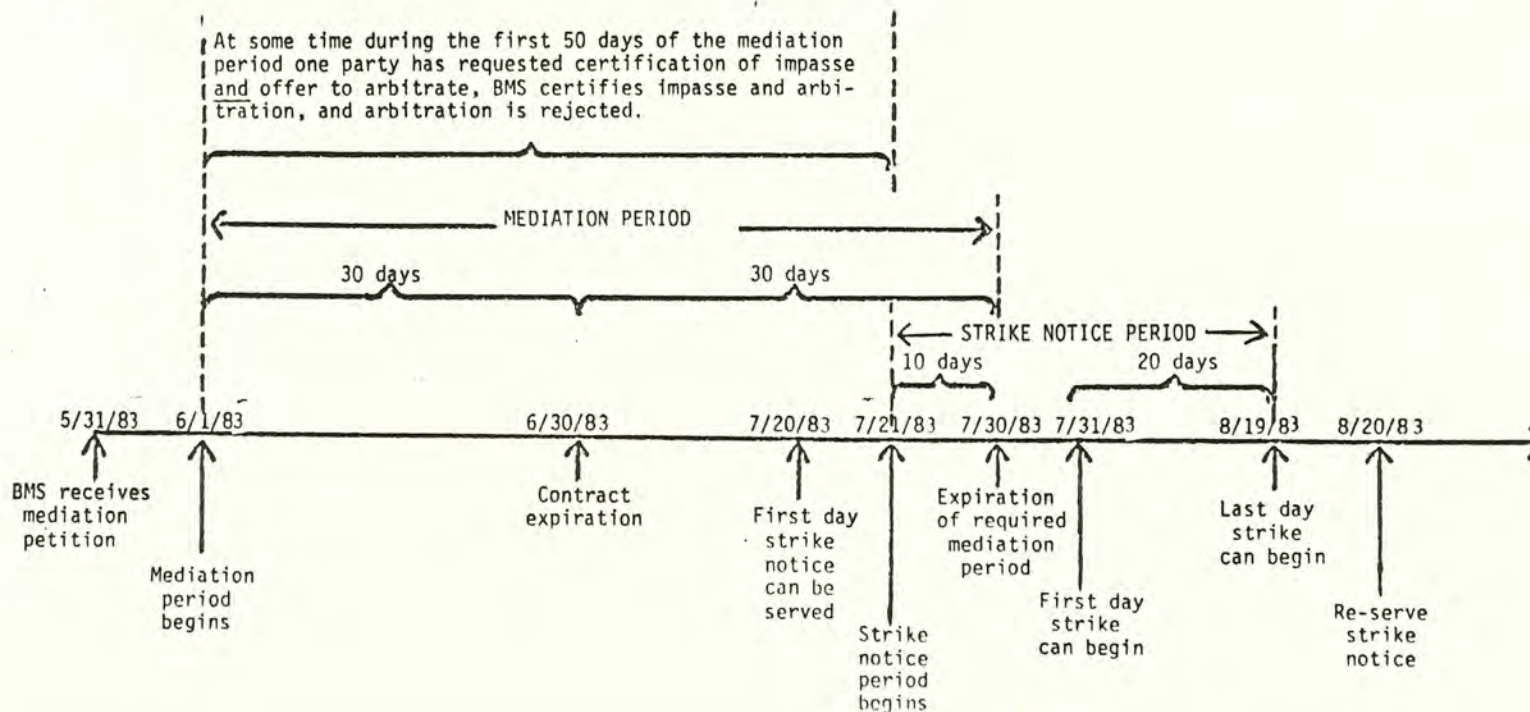 At some time during the first 50 days of the mediation
period one party has requested certification of impasse
and offer to arbitrate, BMS certifies impasse and arbi-
tration, and arbitration is rejected.
MEDIATION PERIOD
30 days
30 days
STRIKE NOTICE PERIOD
10 days
20 days
5/31/83
6/1/83
6/30/83
7/20/83
7/21/83
7/30/83
7/31/83
8/19/83
8/20/83
BMS receives
mediation
petition
Mediation
period
begins
Contract
expiration
First day
strike
notice
can be
served
Strike
notice
period
begins
Expiration
of required
mediation
period
First day
strike
can begin
Last day
strike
can begin
Re-serve
strike
notice